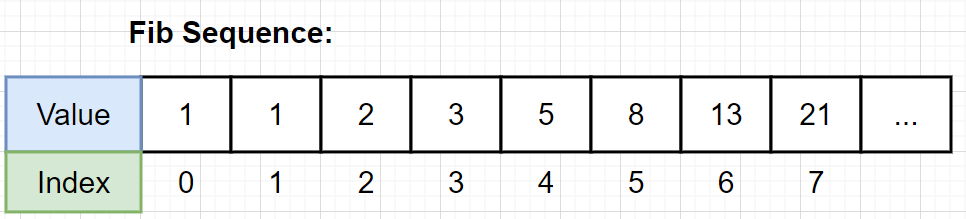 Fib Sequence:
Value 1 1 2 3 5 8 13 21 ...
Index 0 1 2 3 4 5 6 7